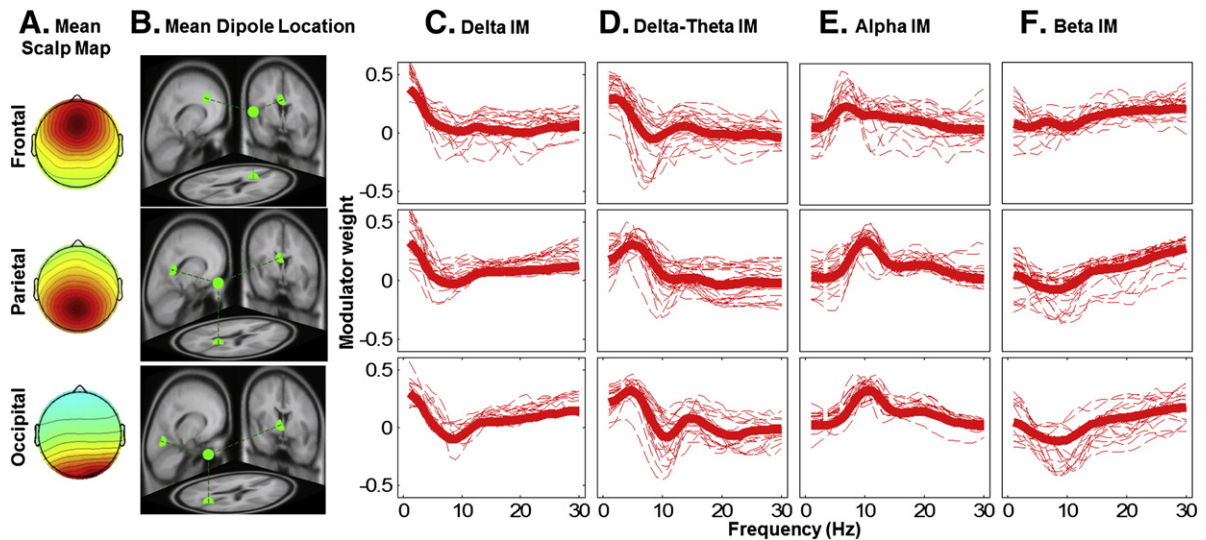 A. Mean
Scalp Map
B. Mean Dipole Location
C. Delta IM
D. Delta-Theta IM
E. Alpha IM
F. Beta IM
Frontal
Parietal
Occipital
Modulator weight
0.5
0
-0.5
0.5
0
-0.5
0.5
0
-0.5
0 10 20 30
0 10 20 30
0 10 20 30
0 10 20 30
Frequency (Hz)